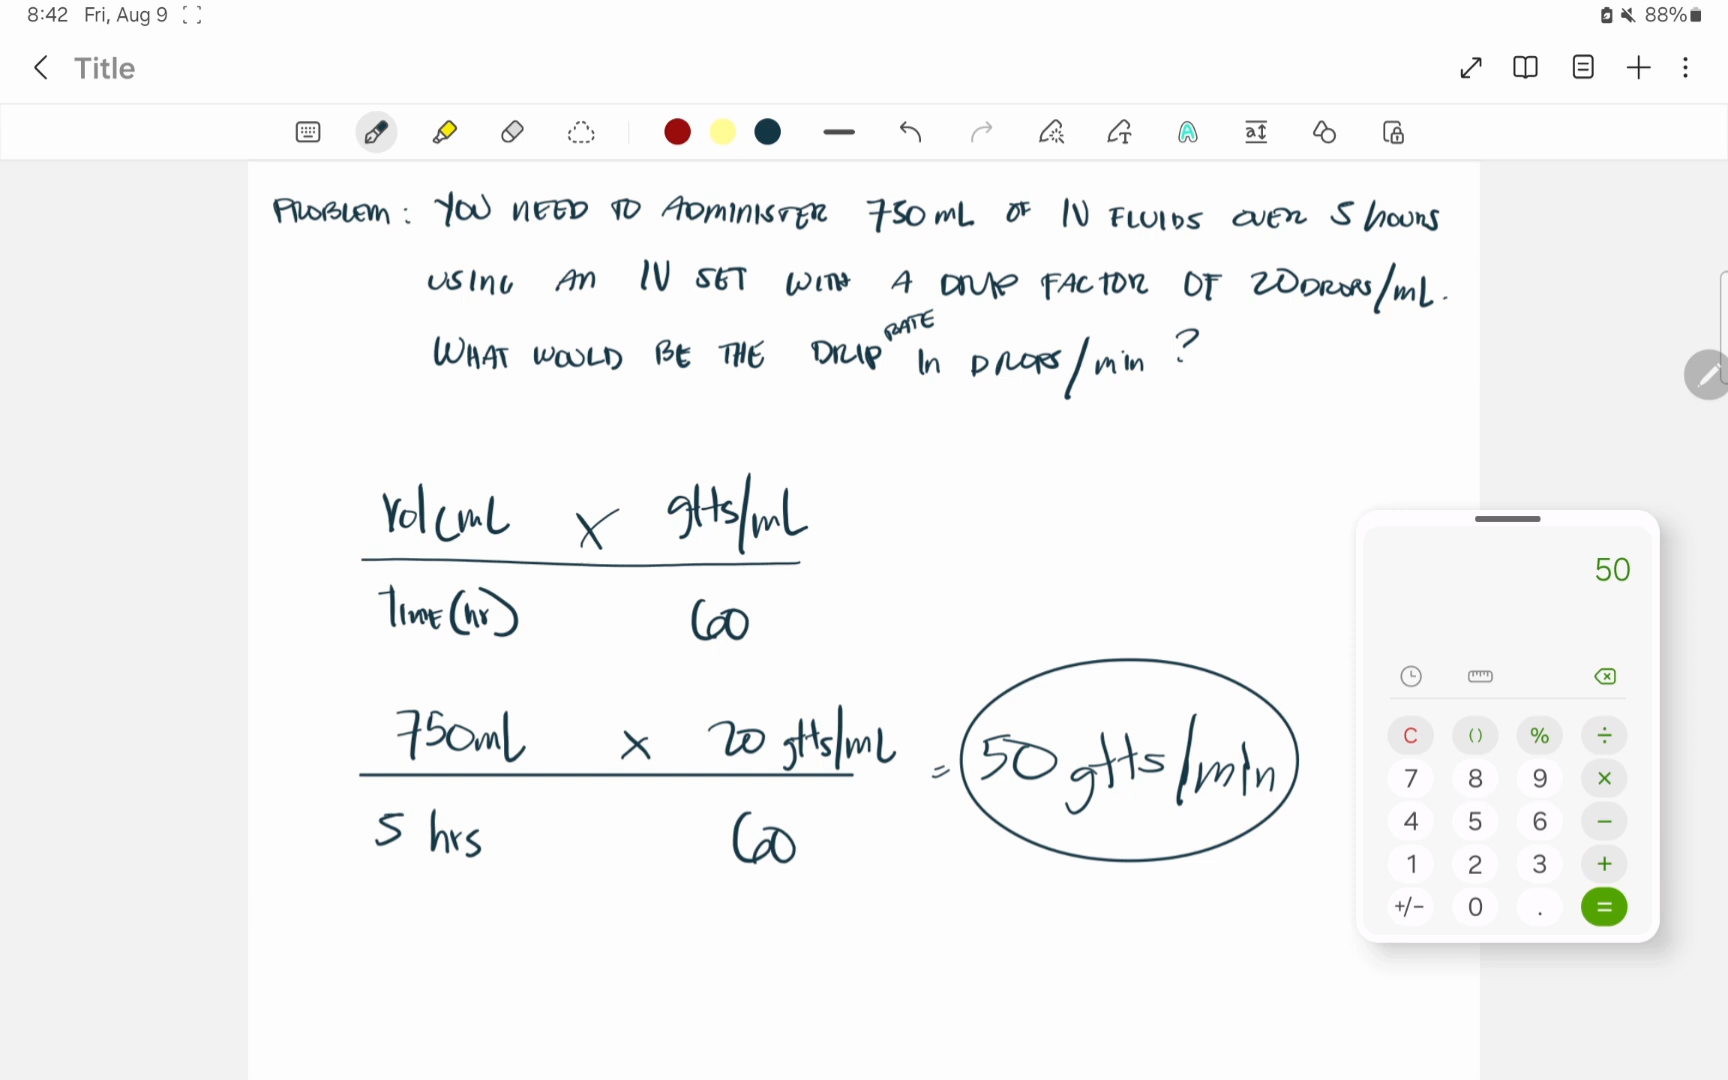 8:42 Fri, Aug 9 88%
Title
PROBLEM: YOU NEED TO ADMINISTER 750 mL OF IV FLUIDS OVER 5 hours
USING AN IV SET WITH A DRIP FACTOR OF 20 DROPS/mL.
WHAT WOULD BE THE DRIP RATE In DROPS/min ?
Vol(mL X gtts/mL
TIME (hr) 60
750mL x 20 gtts/mL = 50 gtts/min
5 hrs 60
50
C () % ÷
7 8 9 ×
4 5 6 −
1 2 3 +
+/− 0 . =